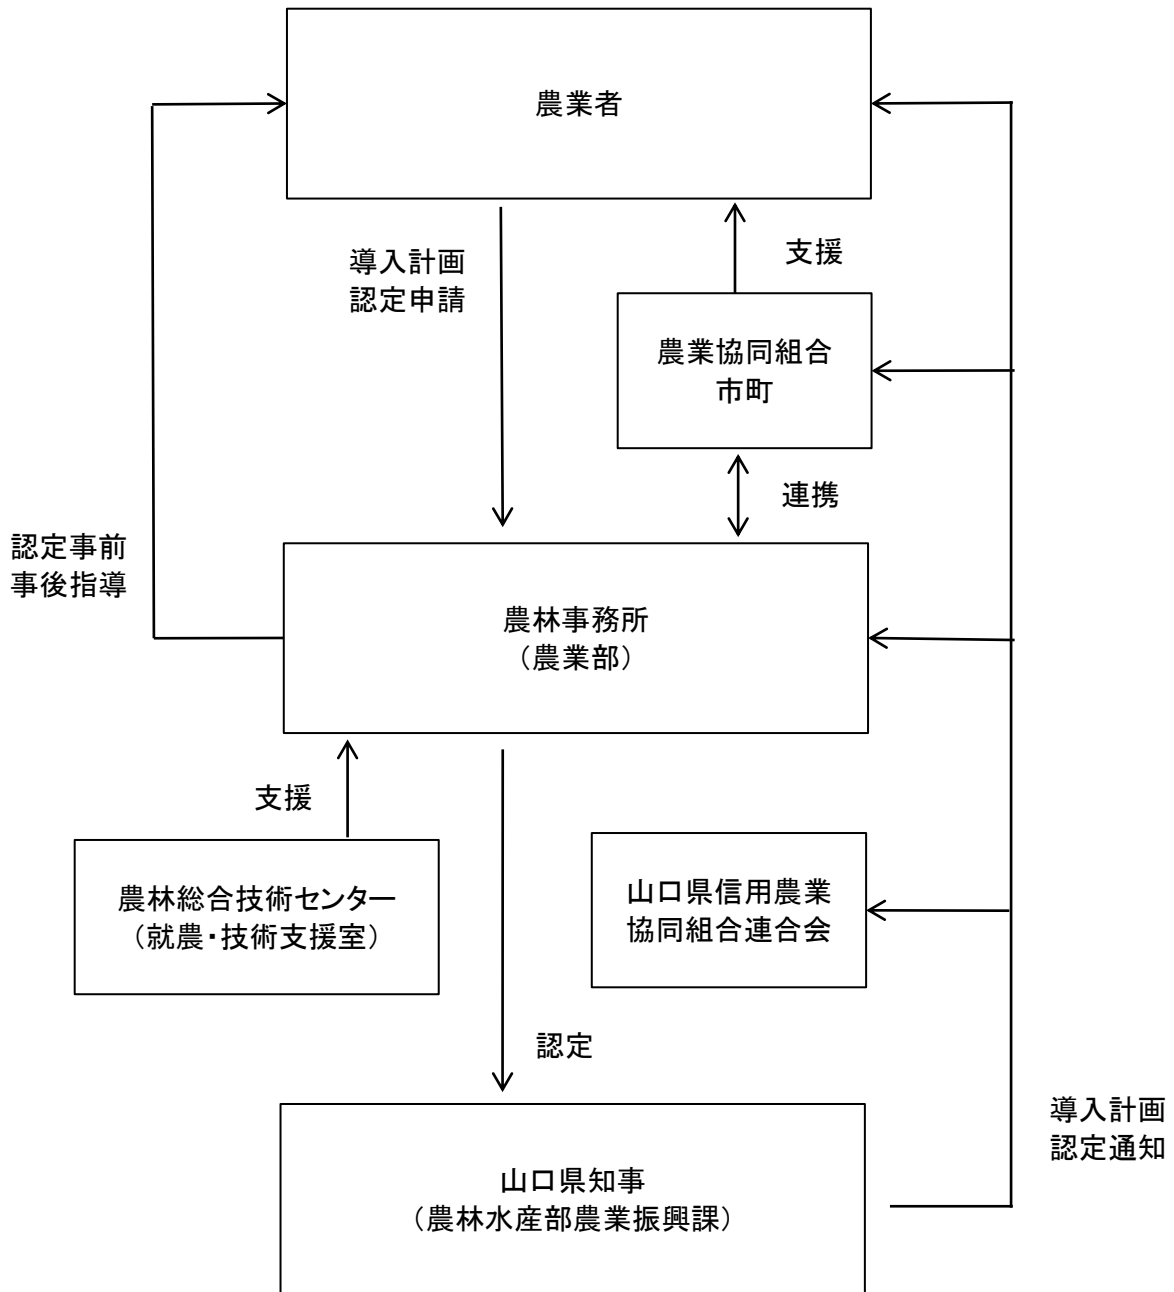 農業者
導入計画
認定申請
支援
農業協同組合
市町
連携
認定事前
事後指導
農林事務所
（農業部）
支援
農林総合技術センター
（就農・技術支援室）
山口県信用農業
協同組合連合会
認定
導入計画
認定通知
山口県知事
（農林水産部農業振興課）